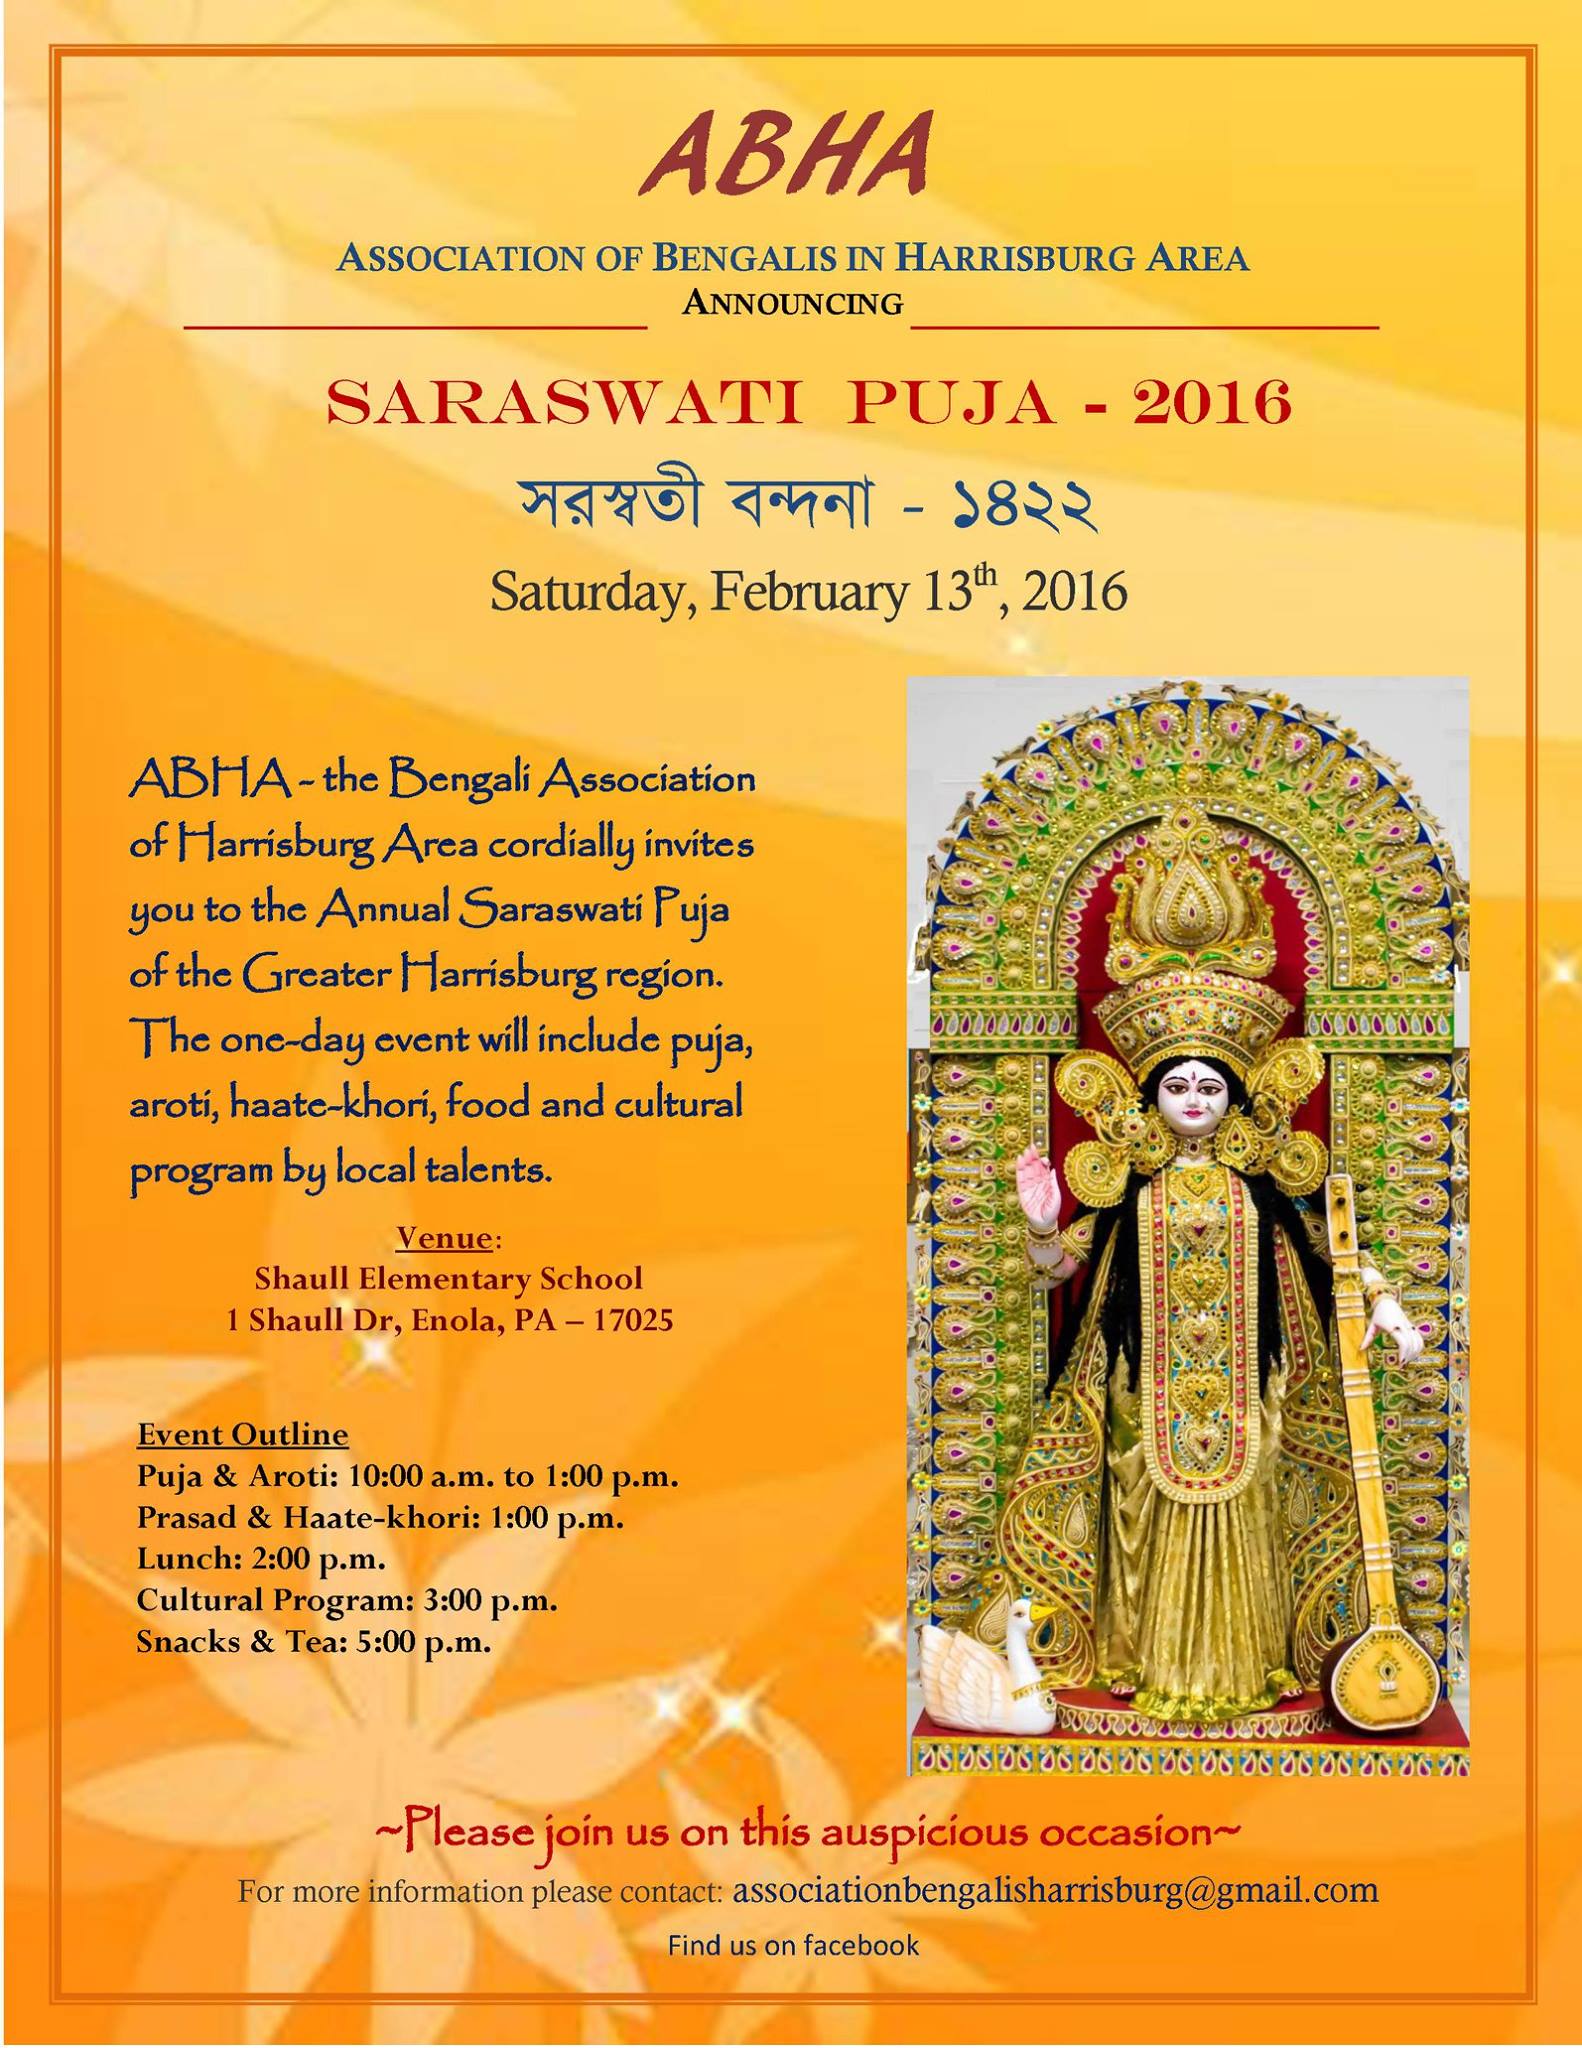 ABHA
ASSOCIATION OF BENGALIS IN HARRISBURG AREA
ANNOUNCING
SARASWATI PUJA - 2016
সরস্বতী বন্দনা - ১৪২২
Saturday, February 13th, 2016
ABHA - the Bengali Association
of Harrisburg Area cordially invites
you to the Annual Saraswati Puja
of the Greater Harrisburg region.
The one-day event will include puja,
aroti, haate-khori, food and cultural
program by local talents.
Venue:
Shaull Elementary School
1 Shaull Dr, Enola, PA – 17025
Event Outline
Puja & Aroti: 10:00 a.m. to 1:00 p.m.
Prasad & Haate-khori: 1:00 p.m.
Lunch: 2:00 p.m.
Cultural Program: 3:00 p.m.
Snacks & Tea: 5:00 p.m.
~Please join us on this auspicious occasion~
For more information please contact: associationbengalisharrisburg@gmail.com
Find us on facebook